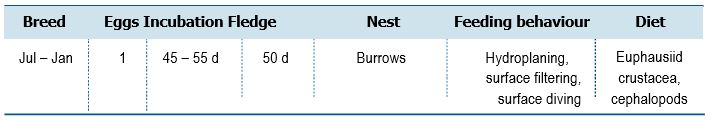 Breed Eggs Incubation Fledge Nest Feeding behaviour Diet
Jul – Jan 1 45 – 55 d 50 d Burrows Hydroplaning, Euphausiid
surface filtering, crustacea,
surface diving cephalopods